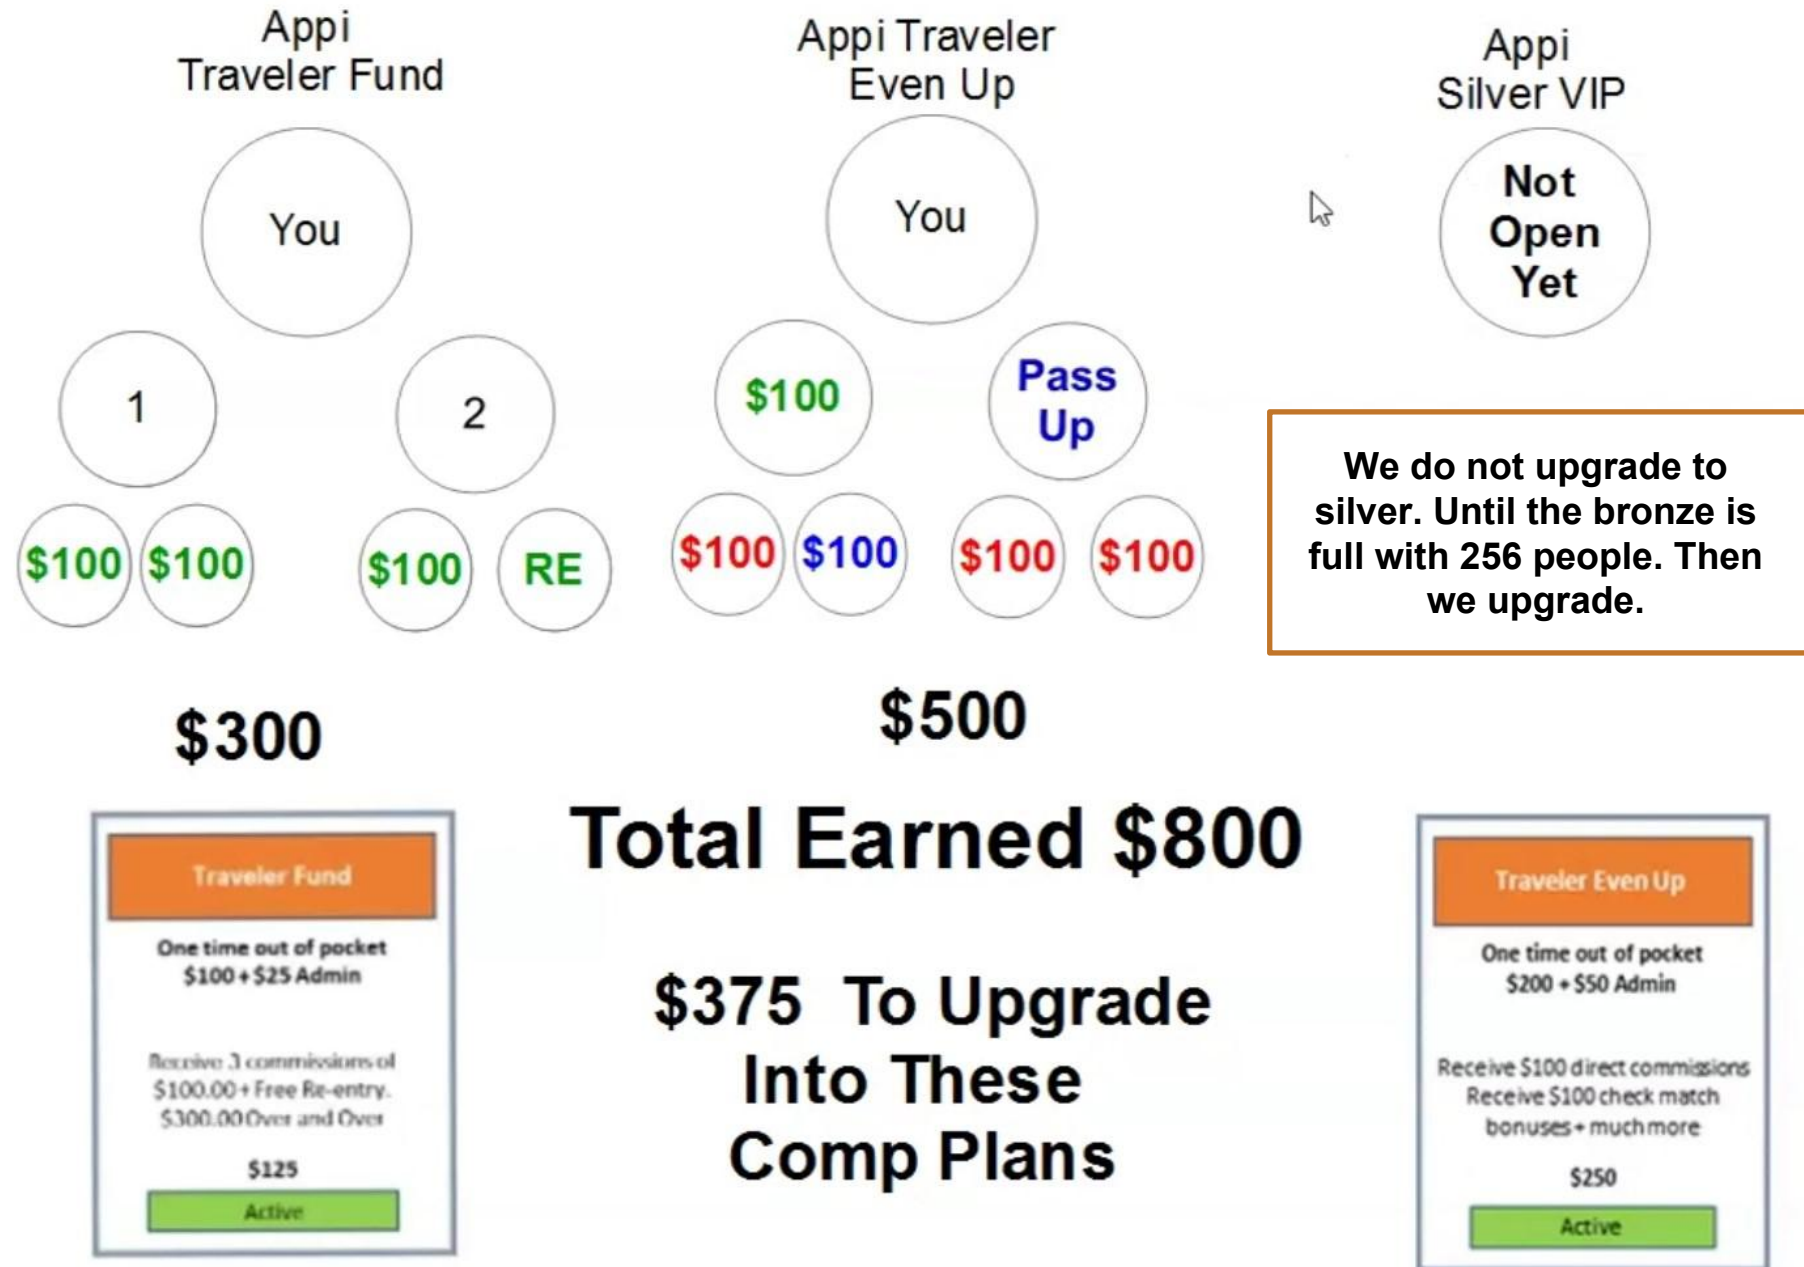 Appi
Traveler Fund
You
1
2
$100
$100
$100
RE
$300
Appi Traveler
Even Up
You
$100
Pass
Up
$100
$100
$100
$100
$500
Appi
Silver VIP
Not
Open
Yet
We do not upgrade to
silver. Until the bronze is
full with 256 people. Then
we upgrade.
Total Earned $800
$375 To Upgrade
Into These
Comp Plans
Traveler Fund
One time out of pocket
$100 + $25 Admin
Receive 3 commissions of
$100.00 + Free Re-entry.
$300.00 Over and Over
$125
Active
Traveler Even Up
One time out of pocket
$200 + $50 Admin
Receive $100 direct commissions
Receive $100 check match
bonuses + much more
$250
Active